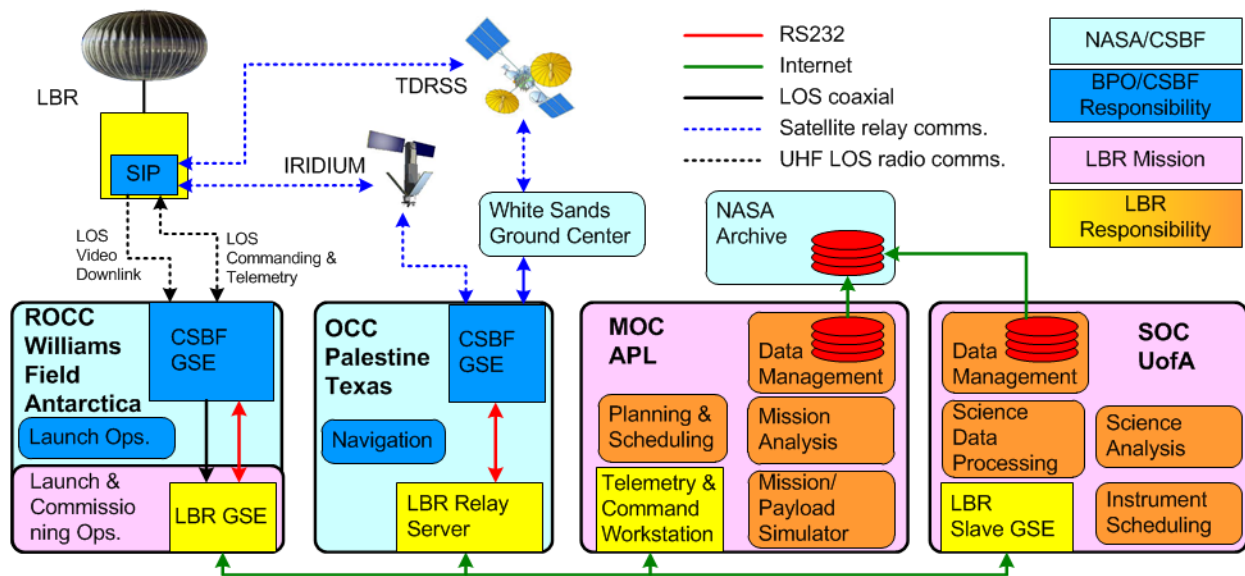 LBR
SIP
TDRSS
IRIDIUM
RS232
Internet
LOS coaxial
Satellite relay comms.
UHF LOS radio comms.
NASA/CSBF
BPO/CSBF
Responsibility
LBR Mission
LBR
Responsibility
LOS
Video
Downlink
LOS
Commanding &
Telemetry
White Sands
Ground Center
NASA
Archive
ROCC
Williams
Field
Antarctica
CSBF
GSE
Launch Ops.
Launch &
Commissio
ning Ops.
LBR GSE
OCC
Palestine
Texas
CSBF
GSE
Navigation
LBR Relay
Server
MOC
APL
Data
Management
Planning &
Scheduling
Mission
Analysis
Telemetry &
Command
Workstation
Mission/
Payload
Simulator
SOC
UofA
Data
Management
Science
Data
Processing
Science
Analysis
LBR
Slave GSE
Instrument
Scheduling